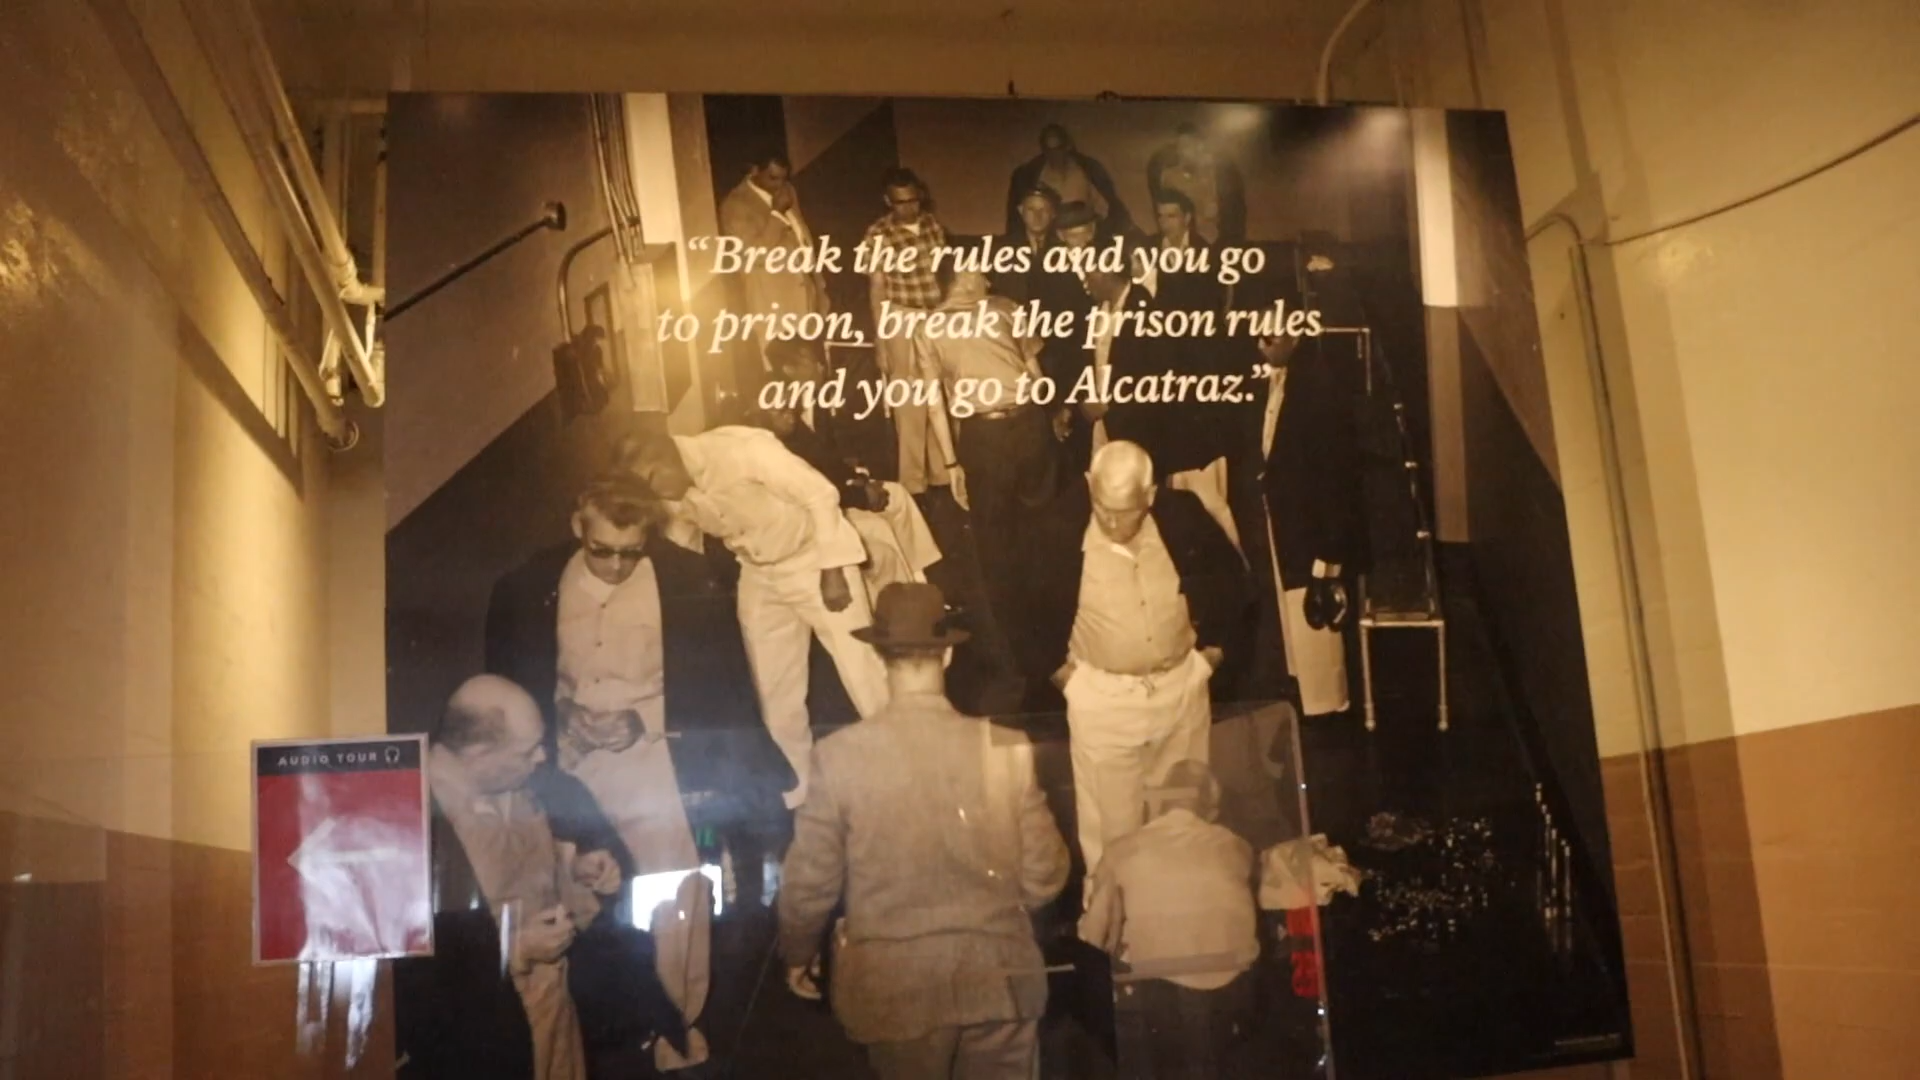 “Break the rules and you go
to prison, break the prison rules
and you go to Alcatraz.”
AUDIO TOUR